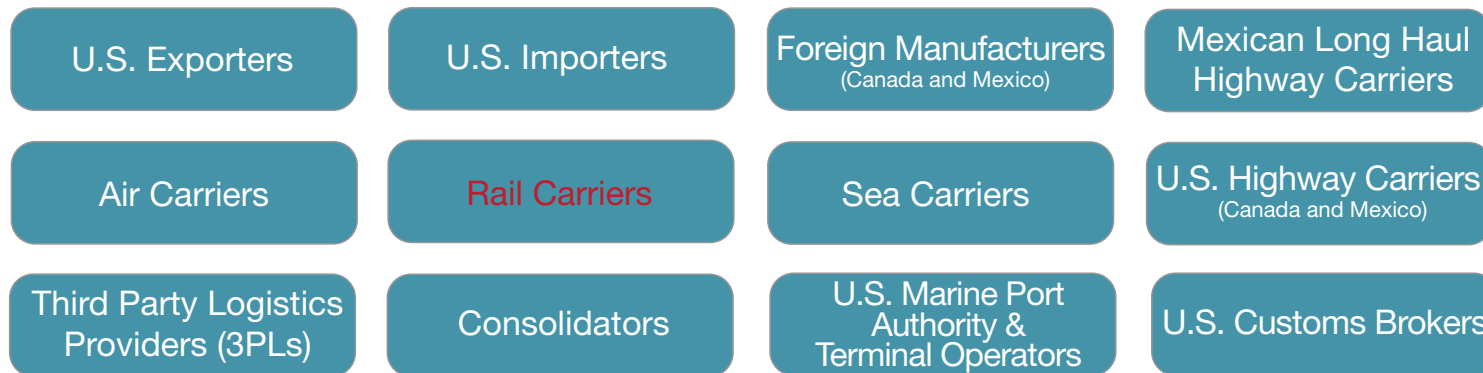 U.S. Exporters
U.S. Importers
Foreign Manufacturers
(Canada and Mexico)
Mexican Long Haul
Highway Carriers
Air Carriers
Rail Carriers
Sea Carriers
U.S. Highway Carriers
(Canada and Mexico)
Third Party Logistics
Providers (3PLs)
Consolidators
U.S. Marine Port
Authority &
Terminal Operators
U.S. Customs Brokers